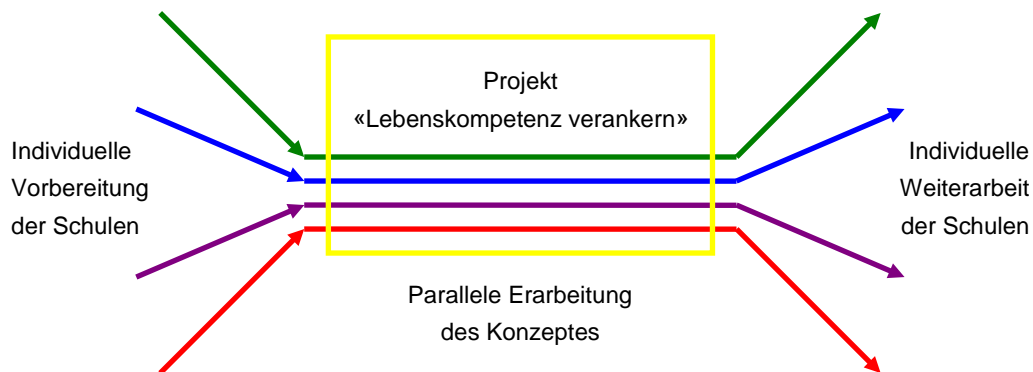 Projekt
«Lebenskompetenz verankern»
Individuelle
Vorbereitung
der Schulen
Individuelle
Weiterarbeit
der Schulen
Parallele Erarbeitung
des Konzeptes